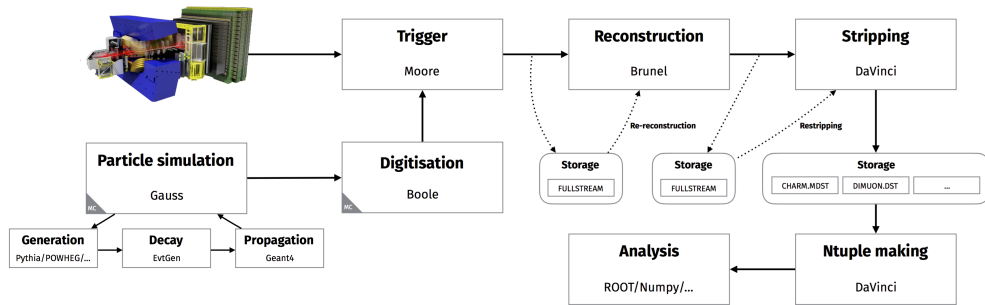 Trigger
Moore
Reconstruction
Brunel
Stripping
DaVinci
Re-reconstruction
Restripping
Particle simulation
Gauss
MC
Digitisation
Boole
MC
Storage
FULLSTREAM
Storage
FULLSTREAM
Storage
CHARM.MDST
DIMUON.DST
...
Generation
Pythia/POWHEG/...
Decay
EvtGen
Propagation
Geant4
Analysis
ROOT/Numpy/...
Ntuple making
DaVinci